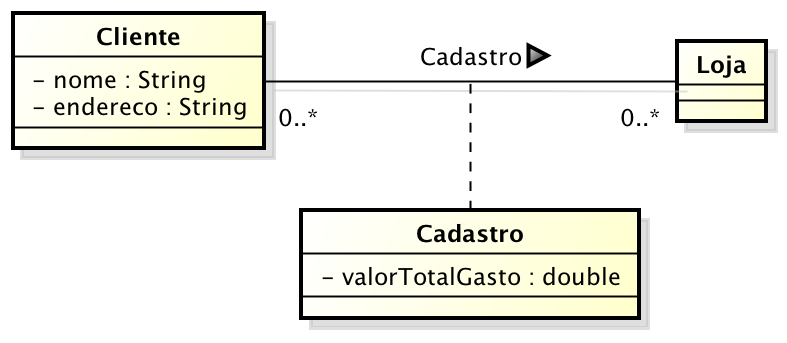 Cliente
- nome : String
- endereco : String
Cadastro
Loja
0..*
0..*
Cadastro
- valorTotalGasto : double